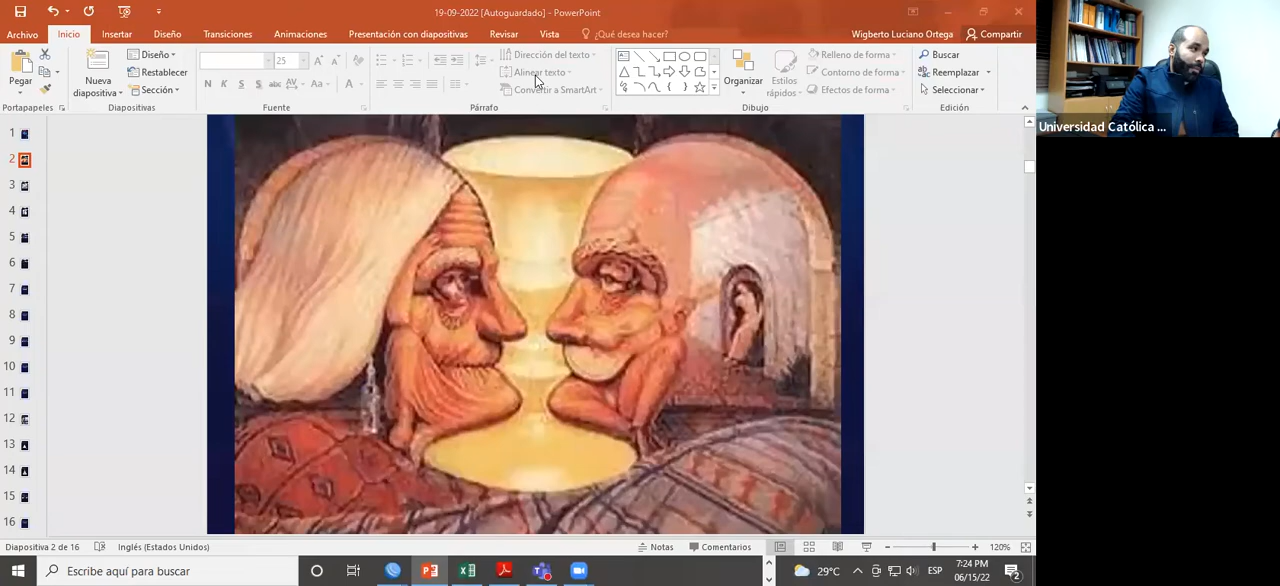 19-09-2022 [Autoguardado] - PowerPoint
Archivo Inicio Insertar Diseño Transiciones Animaciones Presentación con diapositivas Revisar Vista ¿Qué desea hacer? Wigberto Luciano Ortega Compartir
Pegar
Portapapeles
Nueva
diapositiva
Diseño
Restablecer
Sección
Diapositivas
25
N K S S abc AV Aa A
Fuente
Dirección del texto
Alinear texto
Convertir a SmartArt
Párrafo
Organizar
Estilos
rápidos
Relleno de forma
Contorno de forma
Efectos de forma
Dibujo
Buscar
Reemplazar
Seleccionar
Edición
Universidad Católica ...
1
2
3
4
5
6
7
8
9
10
11
12
13
14
15
16
Diapositiva 2 de 16 Inglés (Estados Unidos) Notas Comentarios 120%
Escribe aquí para buscar
29°C ESP
7:24 PM
06/15/22
2